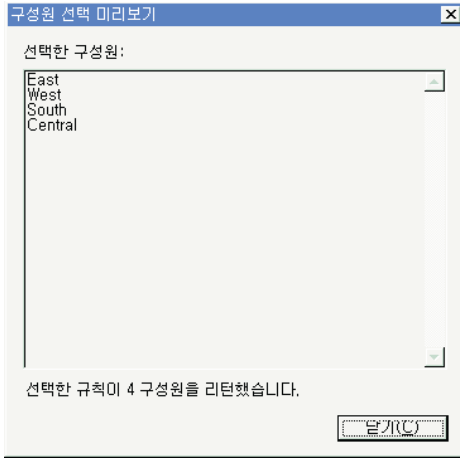 구성원 선택 미리보기
선택한 구성원:
East
West
South
Central
선택한 규칙이 4 구성원을 리턴했습니다.
닫기(C)